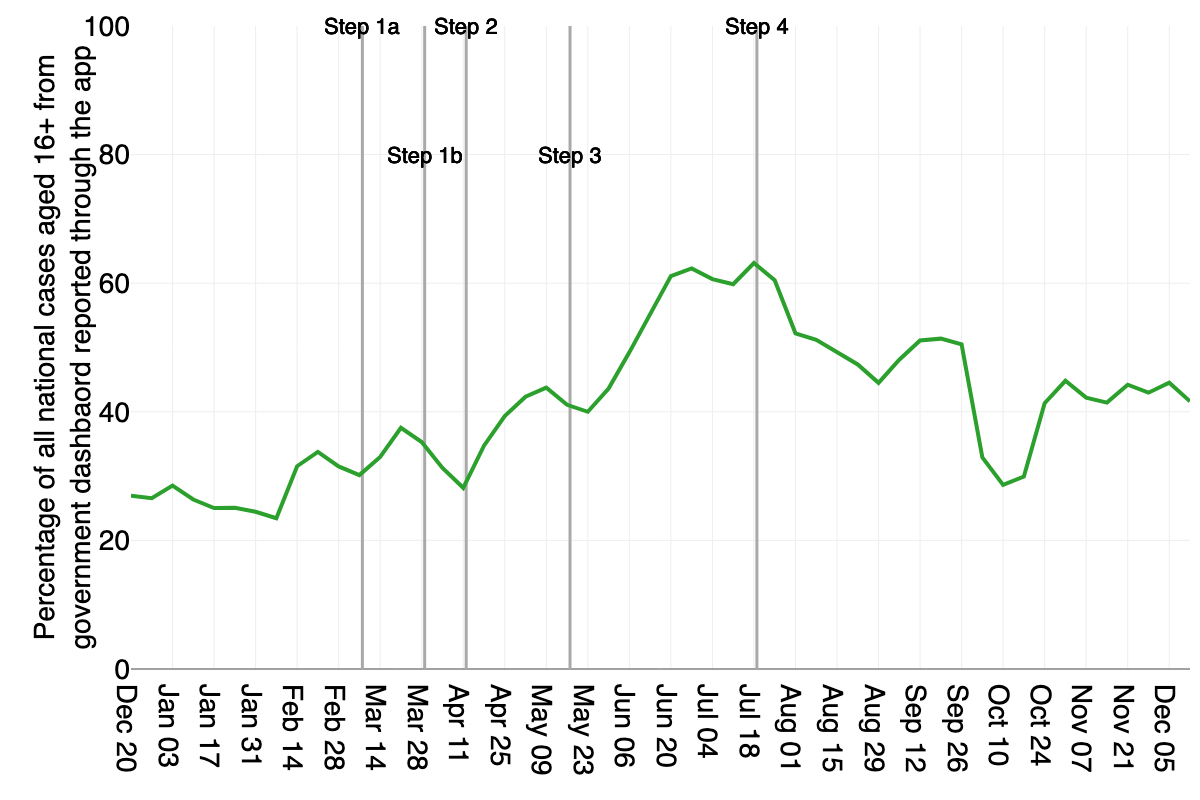 Percentage of all national cases aged 16+ from
government dashbaord reported through the app
100
80
60
40
20
0
Step 1a
Step 2
Step 4
Step 1b
Step 3
Dec 20
Jan 03
Jan 17
Jan 31
Feb 14
Feb 28
Mar 14
Mar 28
Apr 11
Apr 25
May 09
May 23
Jun 06
Jun 20
Jul 04
Jul 18
Aug 01
Aug 15
Aug 29
Sep 12
Sep 26
Oct 10
Oct 24
Nov 07
Nov 21
Dec 05